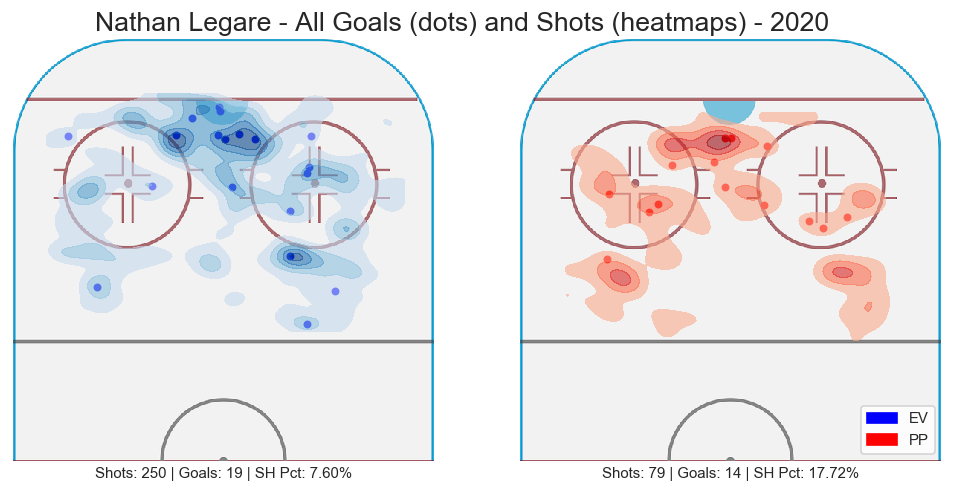 Nathan Legare - All Goals (dots) and Shots (heatmaps) - 2020
EV
PP
Shots: 250 | Goals: 19 | SH Pct: 7.60%
Shots: 79 | Goals: 14 | SH Pct: 17.72%